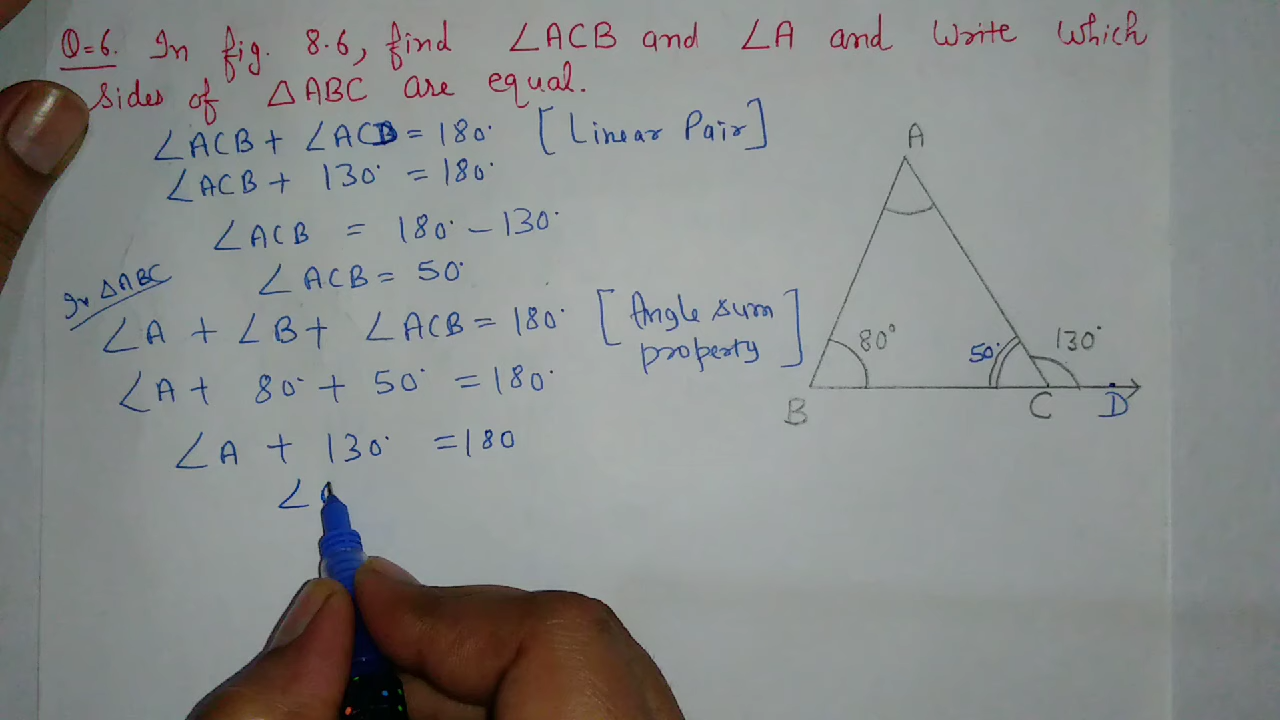 Q=6. In fig. 8.6, find ∠ACB and ∠A and Write which
sides of △ABC are equal.
∠ACB + ∠ACD = 180° [Linear Pair]
∠ACB + 130° = 180°
∠ACB = 180° - 130°
∠ACB = 50°
In △ABC
∠A + ∠B + ∠ACB = 180° [Angle sum
property]
∠A + 80° + 50° = 180°
∠A + 130° = 180
∠
A
80°
50°
130°
B
C
D